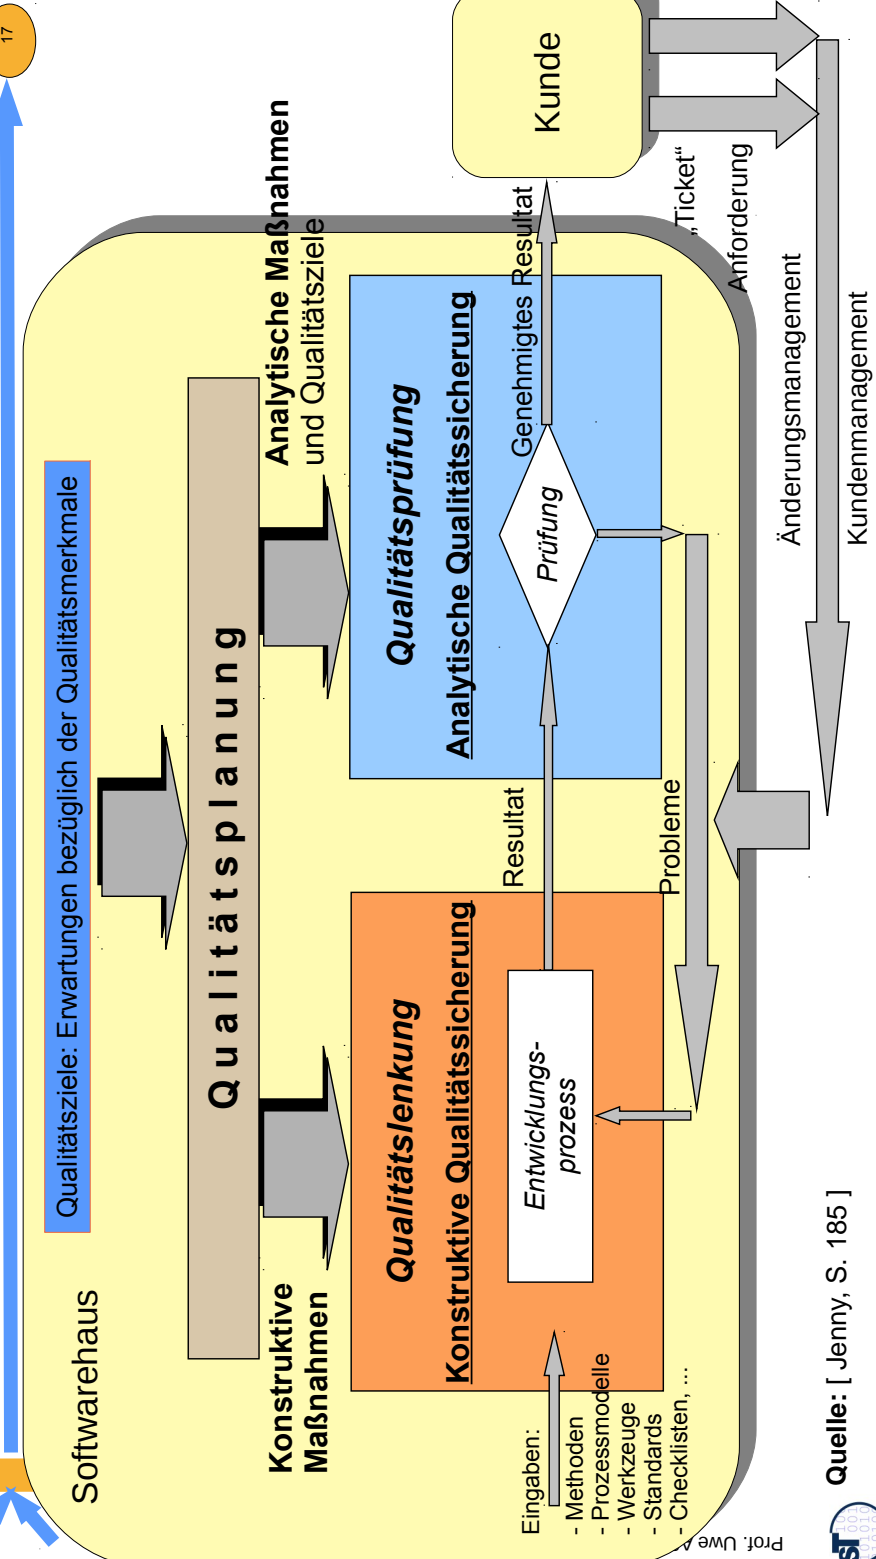 17
Softwarehaus
Qualitätsziele: Erwartungen bezüglich der Qualitätsmerkmale
Qualitätsplanung
Konstruktive
Maßnahmen
Analytische Maßnahmen
und Qualitätsziele
Qualitätslenkung
Konstruktive Qualitätssicherung
Qualitätsprüfung
Analytische Qualitätssicherung
Eingaben:
- Methoden
- Prozessmodelle
- Werkzeuge
- Standards
- Checklisten, ...
Entwicklungs-
prozess
Resultat
Prüfung
Genehmigtes Resultat
Kunde
Probleme
„Ticket“
Anforderung
Änderungsmanagement
Kundenmanagement
Quelle: [ Jenny, S. 185 ]
Prof. Uwe